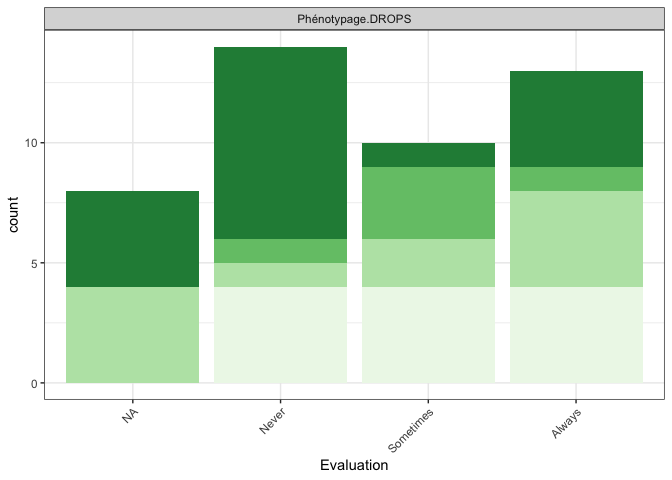 Phénotypage.DROPS
count
10
5
0
NA
Never
Sometimes
Always
Evaluation